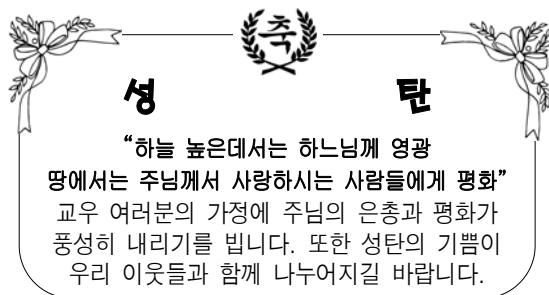 축
성 탄
“하늘 높은데서는 하느님께 영광
땅에서는 주님께서 사랑하시는 사람들에게 평화”
교우 여러분의 가정에 주님의 은총과 평화가
풍성히 내리기를 빕니다. 또한 성탄의 기쁨이
우리 이웃들과 함께 나누어지길 바랍니다.